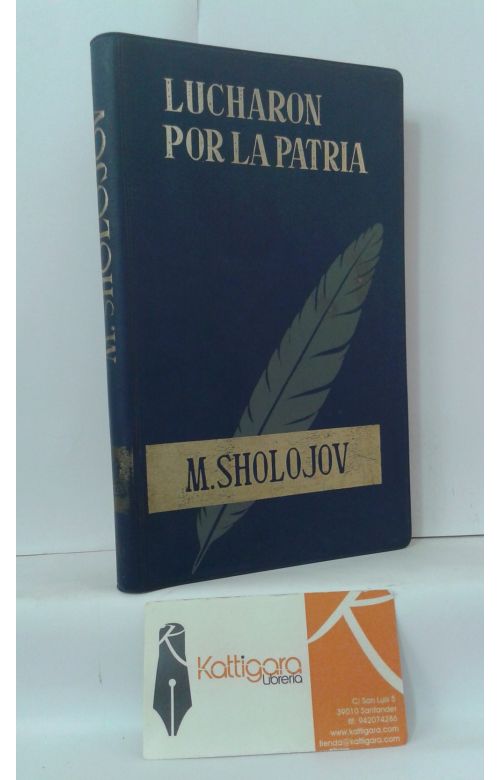 LUCHARON
POR LA PATRIA
M. SHOLOJOV
M. SHOLOJOV
Kattigara
Librería
C/ San Luis 5
39010 Santander
tlf: 942074286
www.kattigara.com
tienda@kattigara.com